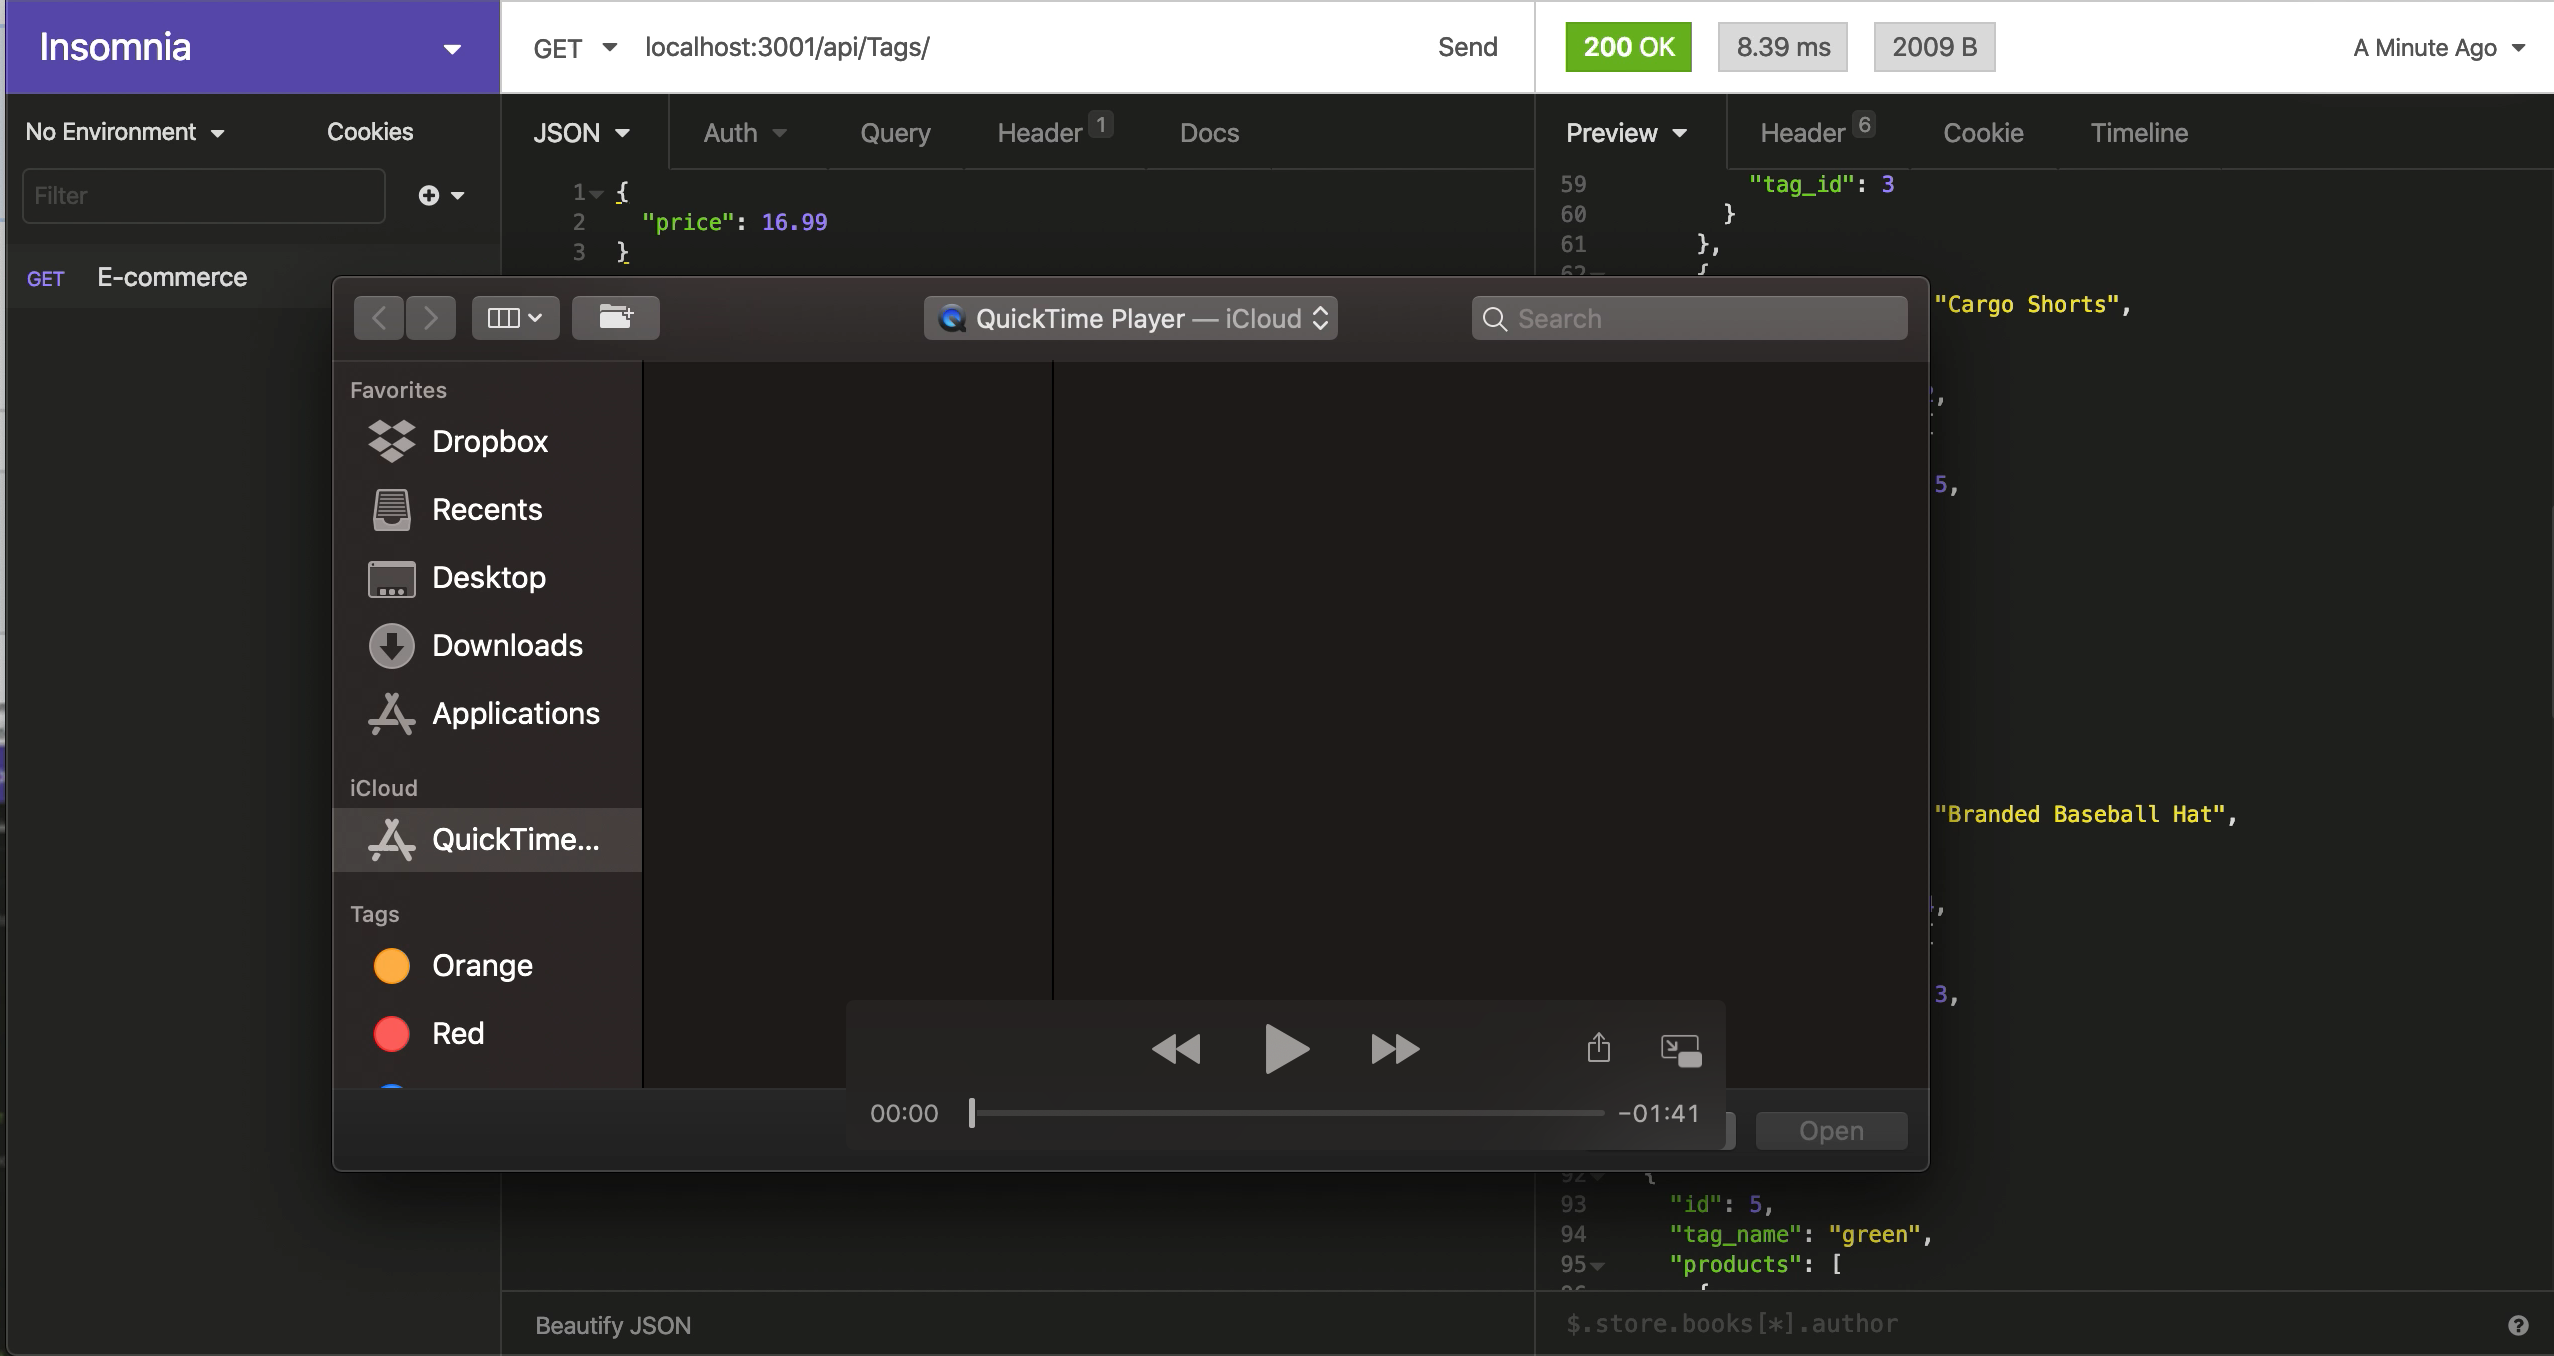 Insomnia
GET localhost:3001/api/Tags/ Send
200 OK 8.39 ms 2009 B A Minute Ago
No Environment Cookies
JSON Auth Query Header 1 Docs
Preview Header 6 Cookie Timeline
Filter
GET E-commerce
1 {
2 "price": 16.99
3 }
59 "tag_id": 3
60 }
61 },
62 {
"Cargo Shorts",
5,
"Branded Baseball Hat",
3,
QuickTime Player — iCloud
Search
Favorites
Dropbox
Recents
Desktop
Downloads
Applications
iCloud
QuickTime...
Tags
Orange
Red
00:00 -01:41
Open
92 {
93 "id": 5,
94 "tag_name": "green",
95 "products": [
96 {
Beautify JSON
$.store.books[*].author